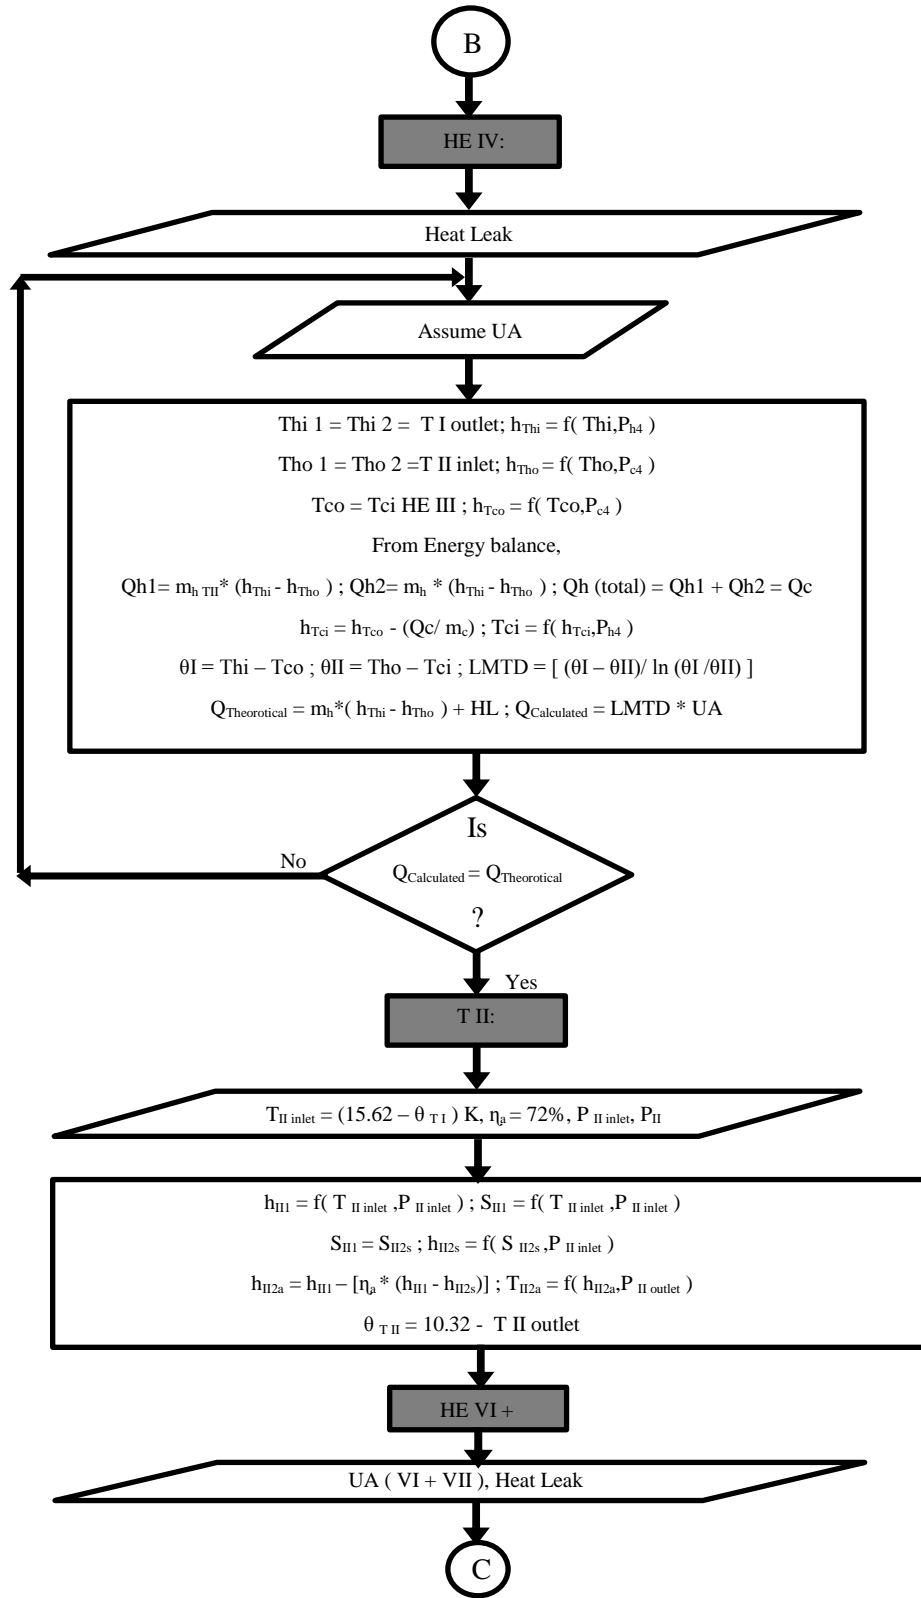 B
HE IV:
Heat Leak
Assume UA
Thi 1 = Thi 2 = T I outlet; hThi = f( Thi,Ph4 )
Tho 1 = Tho 2 =T II inlet; hTho = f( Tho,Pc4 )
Tco = Tci HE III ; hTco = f( Tco,Pc4 )
From Energy balance,
Qh1= mh TII* (hThi - hTho ) ; Qh2= mh * (hThi - hTho ) ; Qh (total) = Qh1 + Qh2 = Qc
hTci = hTco - (Qc/ mc) ; Tci = f( hTci,Ph4 )
θI = Thi – Tco ; θII = Tho – Tci ; LMTD = [ (θI – θII)/ ln (θI /θII) ]
QTheorotical = mh*( hThi - hTho ) + HL ; QCalculated = LMTD * UA
Is
No
QCalculated = QTheorotical
?
Yes
T II:
TII inlet = (15.62 – θ T I ) K, ηa = 72%, P II inlet, PII
hII1 = f( T II inlet ,P II inlet ) ; SII1 = f( T II inlet ,P II inlet )
SII1 = SII2s ; hII2s = f( S II2s ,P II inlet )
hII2a = hII1 – [ηa * (hII1 - hII2s)] ; TII2a = f( hII2a,P II outlet )
θ T II = 10.32 - T II outlet
HE VI +
UA ( VI + VII ), Heat Leak
C